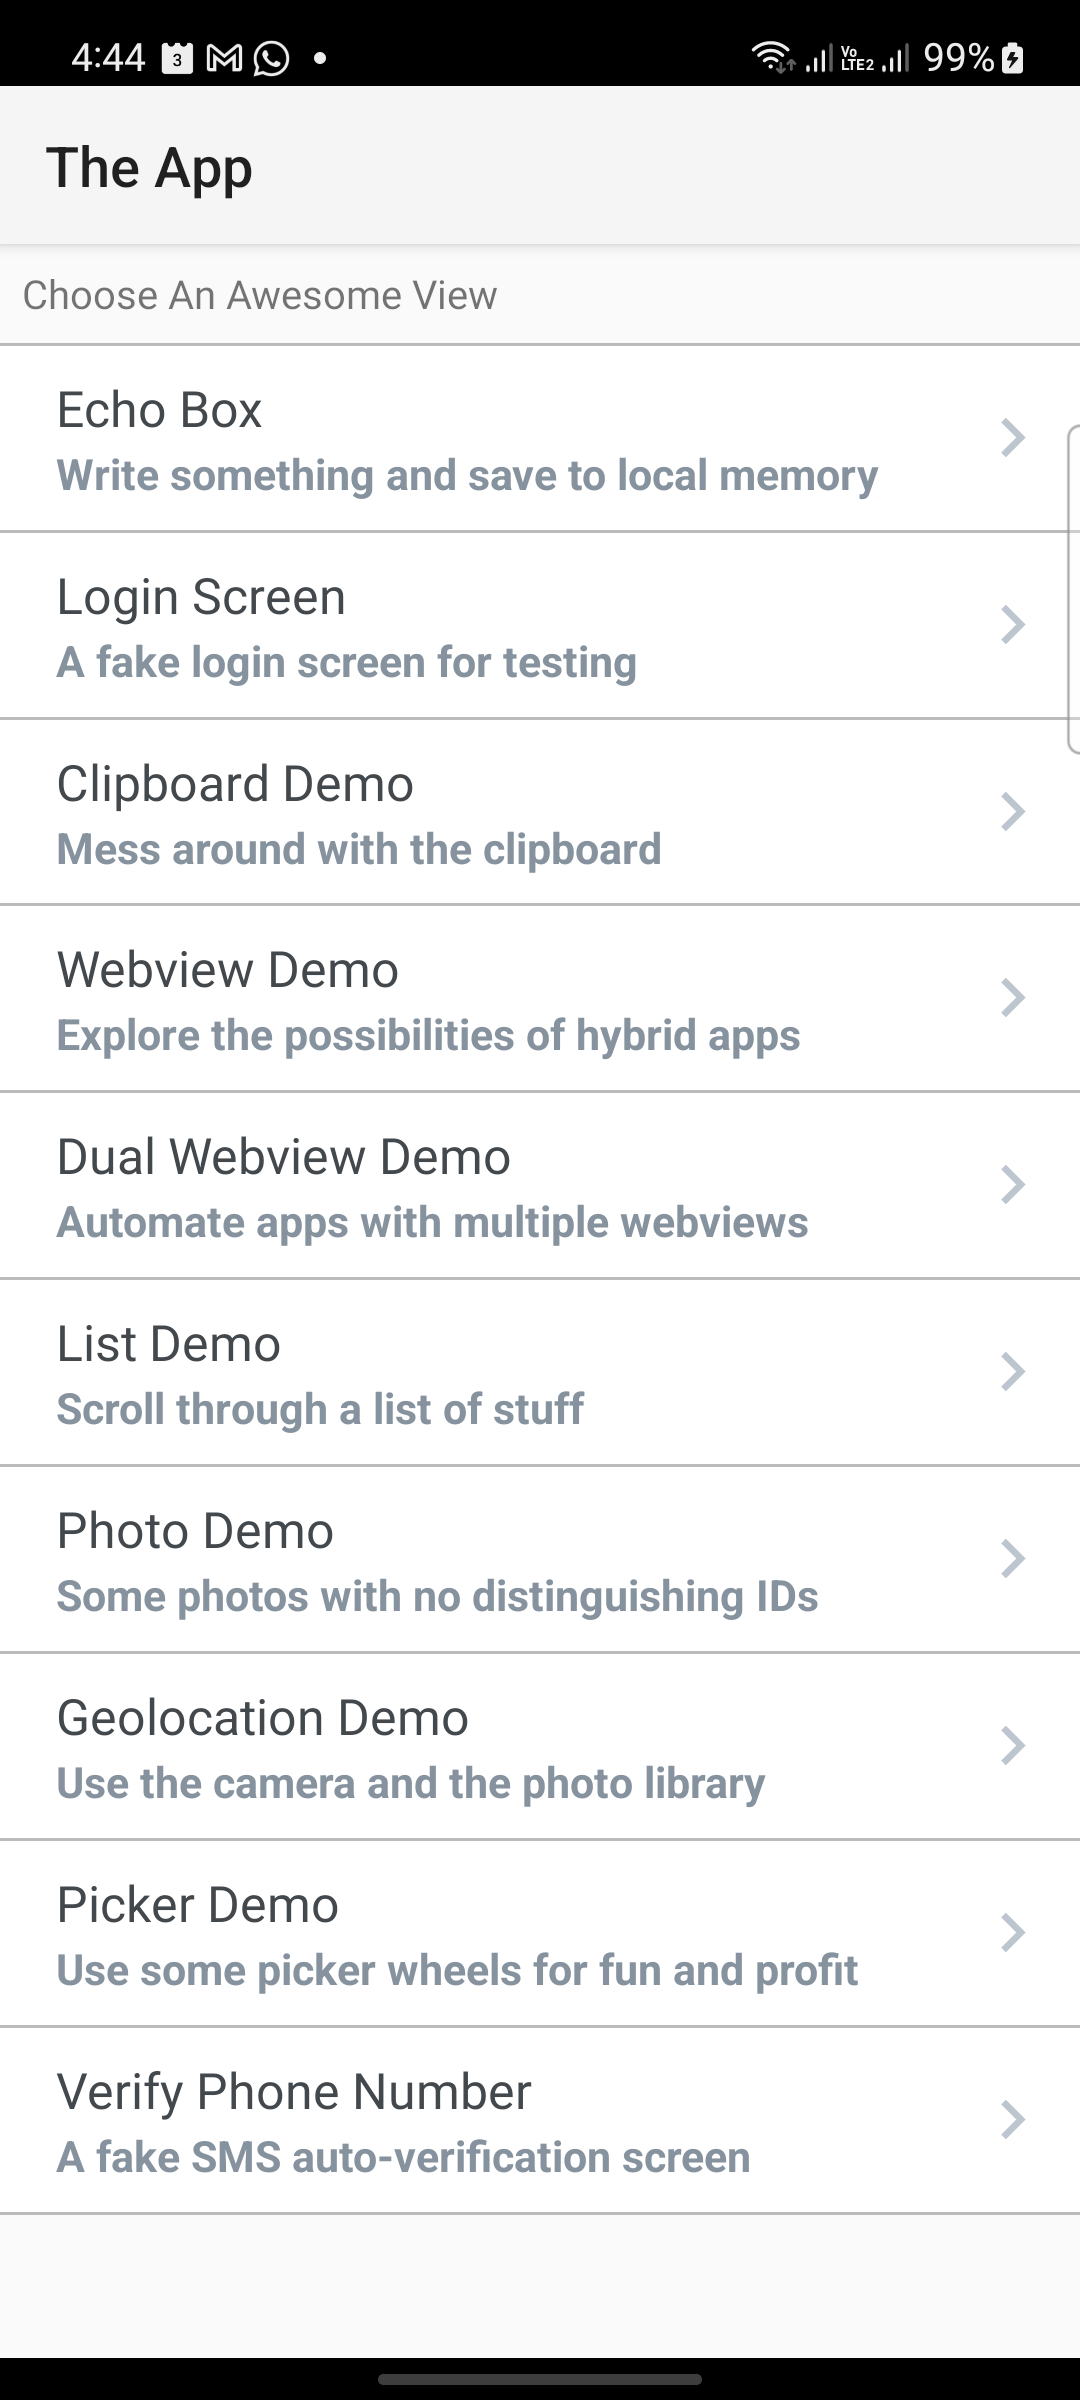 4:44 3 Vo LTE2 99%
The App
Choose An Awesome View
Echo Box
Write something and save to local memory
Login Screen
A fake login screen for testing
Clipboard Demo
Mess around with the clipboard
Webview Demo
Explore the possibilities of hybrid apps
Dual Webview Demo
Automate apps with multiple webviews
List Demo
Scroll through a list of stuff
Photo Demo
Some photos with no distinguishing IDs
Geolocation Demo
Use the camera and the photo library
Picker Demo
Use some picker wheels for fun and profit
Verify Phone Number
A fake SMS auto-verification screen